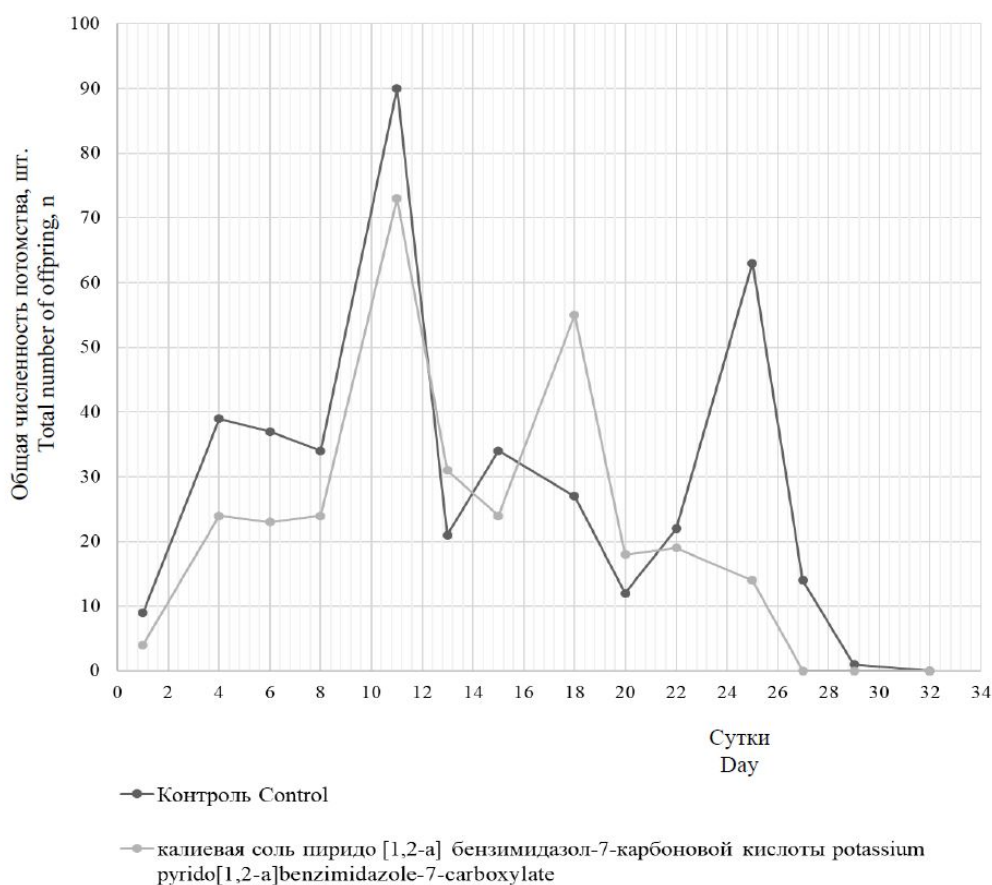 Общая численность потомства, шт.
Total number of offpring, n
100
90
80
70
60
50
40
30
20
10
0
0 2 4 6 8 10 12 14 16 18 20 22 24 26 28 30 32 34
Сутки
Day
Контроль Control
калиевая соль пиридо [1,2-а] бензимидазол-7-карбоновой кислоты potassium
pyrido[1,2-a]benzimidazole-7-carboxylate